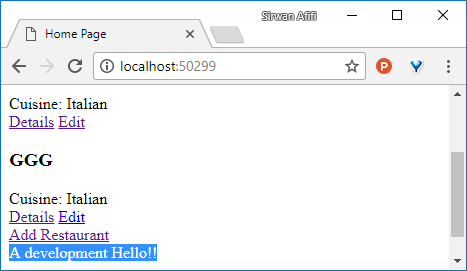 Sirwan Afifi
Home Page
localhost:50299
Cuisine: Italian
Details Edit
GGG
Cuisine: Italian
Details Edit
Add Restaurant
A development Hello!!